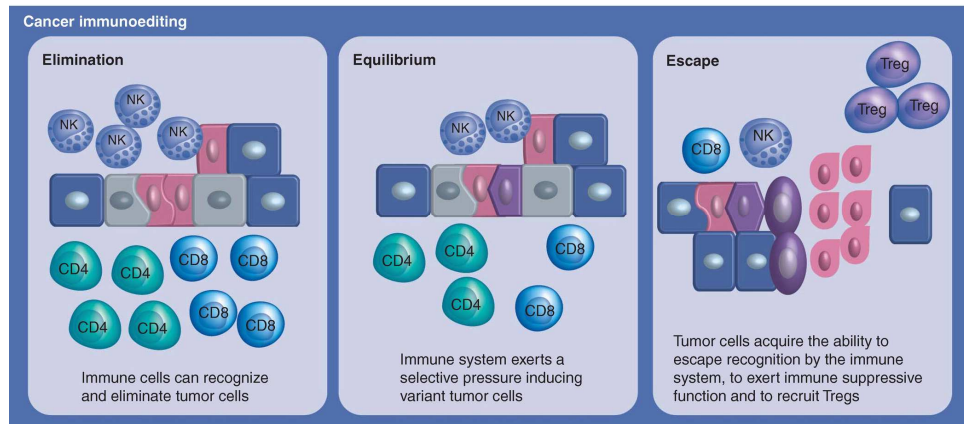 Cancer immunoediting
Elimination
NK
NK
NK
NK
CD4
CD4
CD8
CD8
CD4
CD4
CD8
CD8
Immune cells can recognize
and eliminate tumor cells
Equilibrium
NK
NK
CD4
CD4
CD8
CD4
CD8
Immune system exerts a
selective pressure inducing
variant tumor cells
Escape
Treg
Treg
Treg
CD8
NK
Tumor cells acquire the ability to
escape recognition by the immune
system, to exert immune suppressive
function and to recruit Tregs